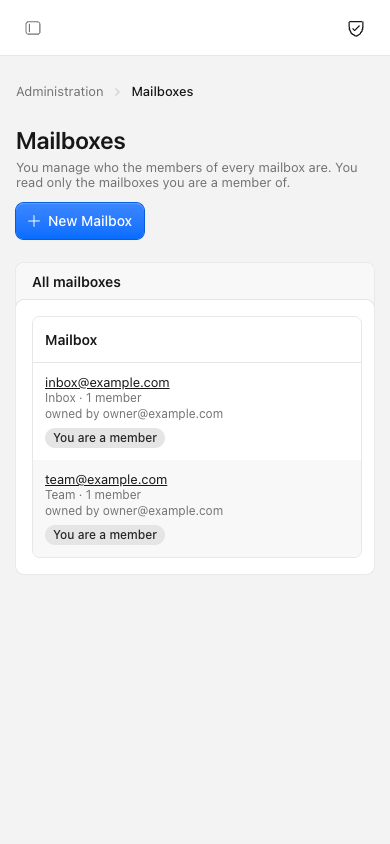 Administration > Mailboxes
Mailboxes
You manage who the members of every mailbox are. You
read only the mailboxes you are a member of.
+ New Mailbox
All mailboxes
Mailbox
inbox@example.com
Inbox · 1 member
owned by owner@example.com
You are a member
team@example.com
Team · 1 member
owned by owner@example.com
You are a member